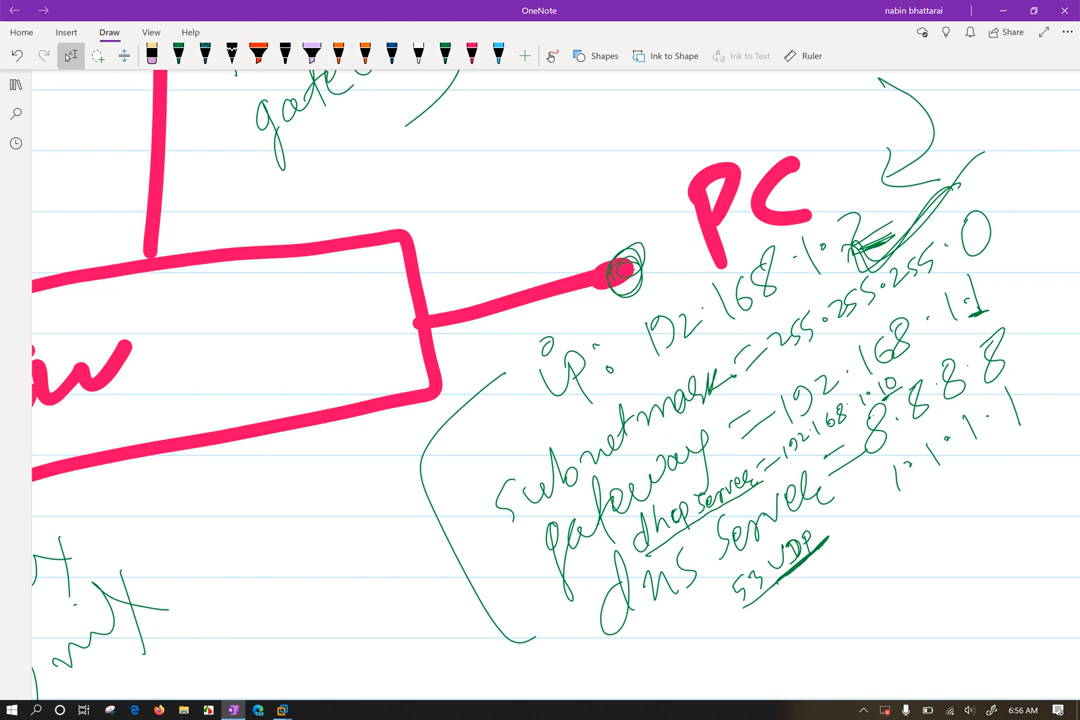 OneNote
nabin bhattarai
Home Insert Draw View Help
Share
Shapes Ink to Shape Ink to Text Ruler
PC
iP: 192.168.1.2
subnetmask = 255.255.255.0
gateway = 192.168.1.1
dhcp server = 192.168.1.10
dns server = 8.8.8.8
1.1.1.1
53 UDP
6:56 AM